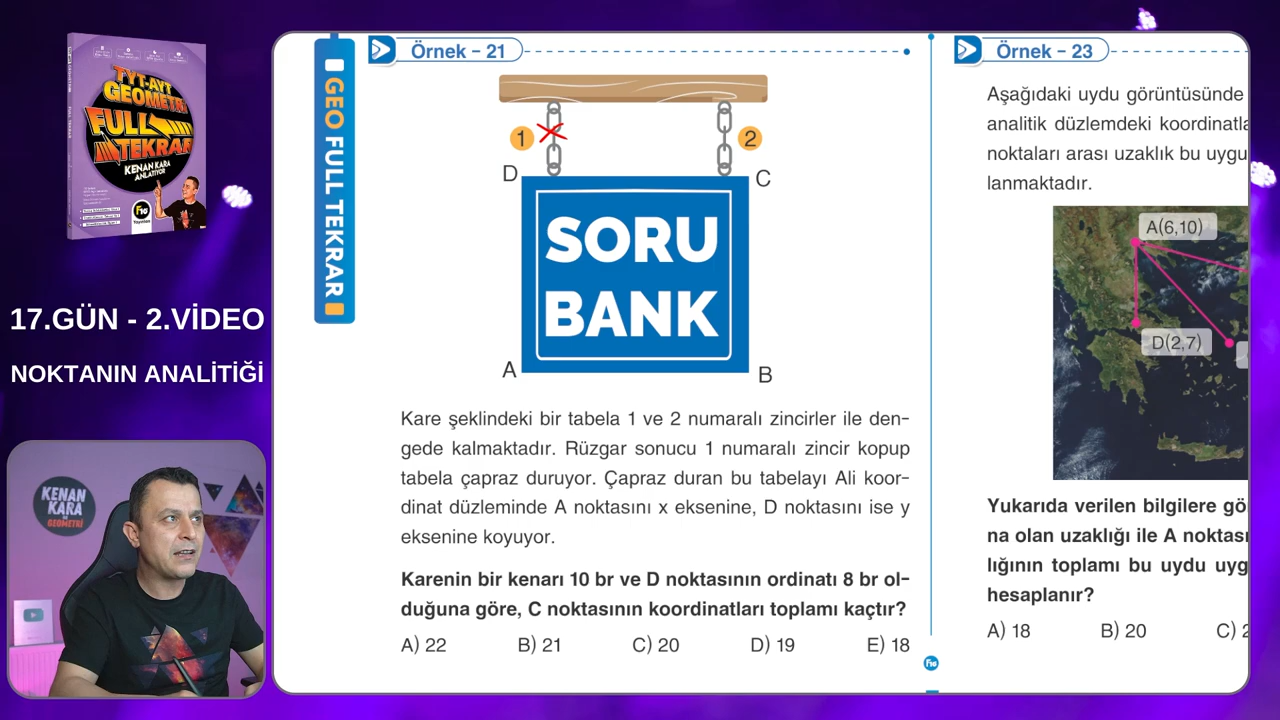 TYT-AYT
GEOMETRİ
FULL
TEKRAR
KENAN KARA
ANLATIYOR
F10
Yayınları
17.GÜN - 2.VİDEO
NOKTANIN ANALİTİĞİ
KENAN
KARA
GEOMETRİ
GEO FULL TEKRAR
Örnek – 21
1
2
D
C
SORU
BANK
A
B
Kare şeklindeki bir tabela 1 ve 2 numaralı zincirler ile den-
gede kalmaktadır. Rüzgar sonucu 1 numaralı zincir kopup
tabela çapraz duruyor. Çapraz duran bu tabelayı Ali koor-
dinat düzleminde A noktasını x eksenine, D noktasını ise y
eksenine koyuyor.
Karenin bir kenarı 10 br ve D noktasının ordinatı 8 br ol-
duğuna göre, C noktasının koordinatları toplamı kaçtır?
A) 22 B) 21 C) 20 D) 19 E) 18
Örnek – 23
Aşağıdaki uydu görüntüsünde
analitik düzlemdeki koordinatla
noktaları arası uzaklık bu uygu
lanmaktadır.
A(6,10)
D(2,7)
Yukarıda verilen bilgilere gö
na olan uzaklığı ile A noktası
lığının toplamı bu uydu uyg
hesaplanır?
A) 18 B) 20 C) 2